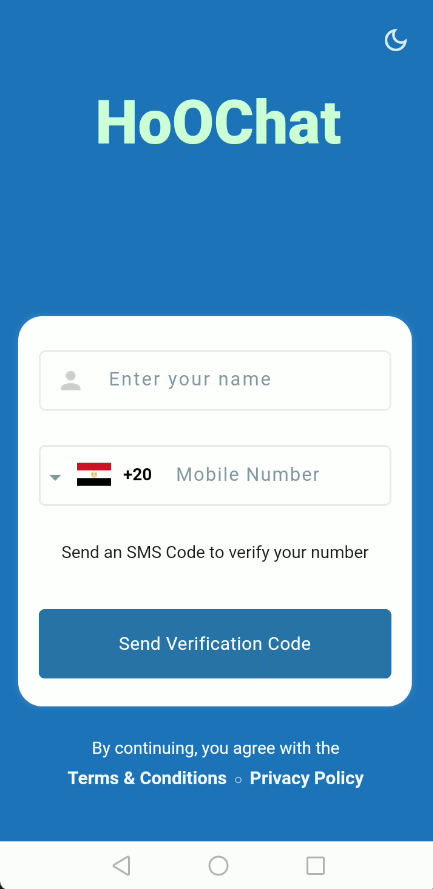 HoOChat
Enter your name
+20 Mobile Number
Send an SMS Code to verify your number
Send Verification Code
By continuing, you agree with the
Terms & Conditions ○ Privacy Policy